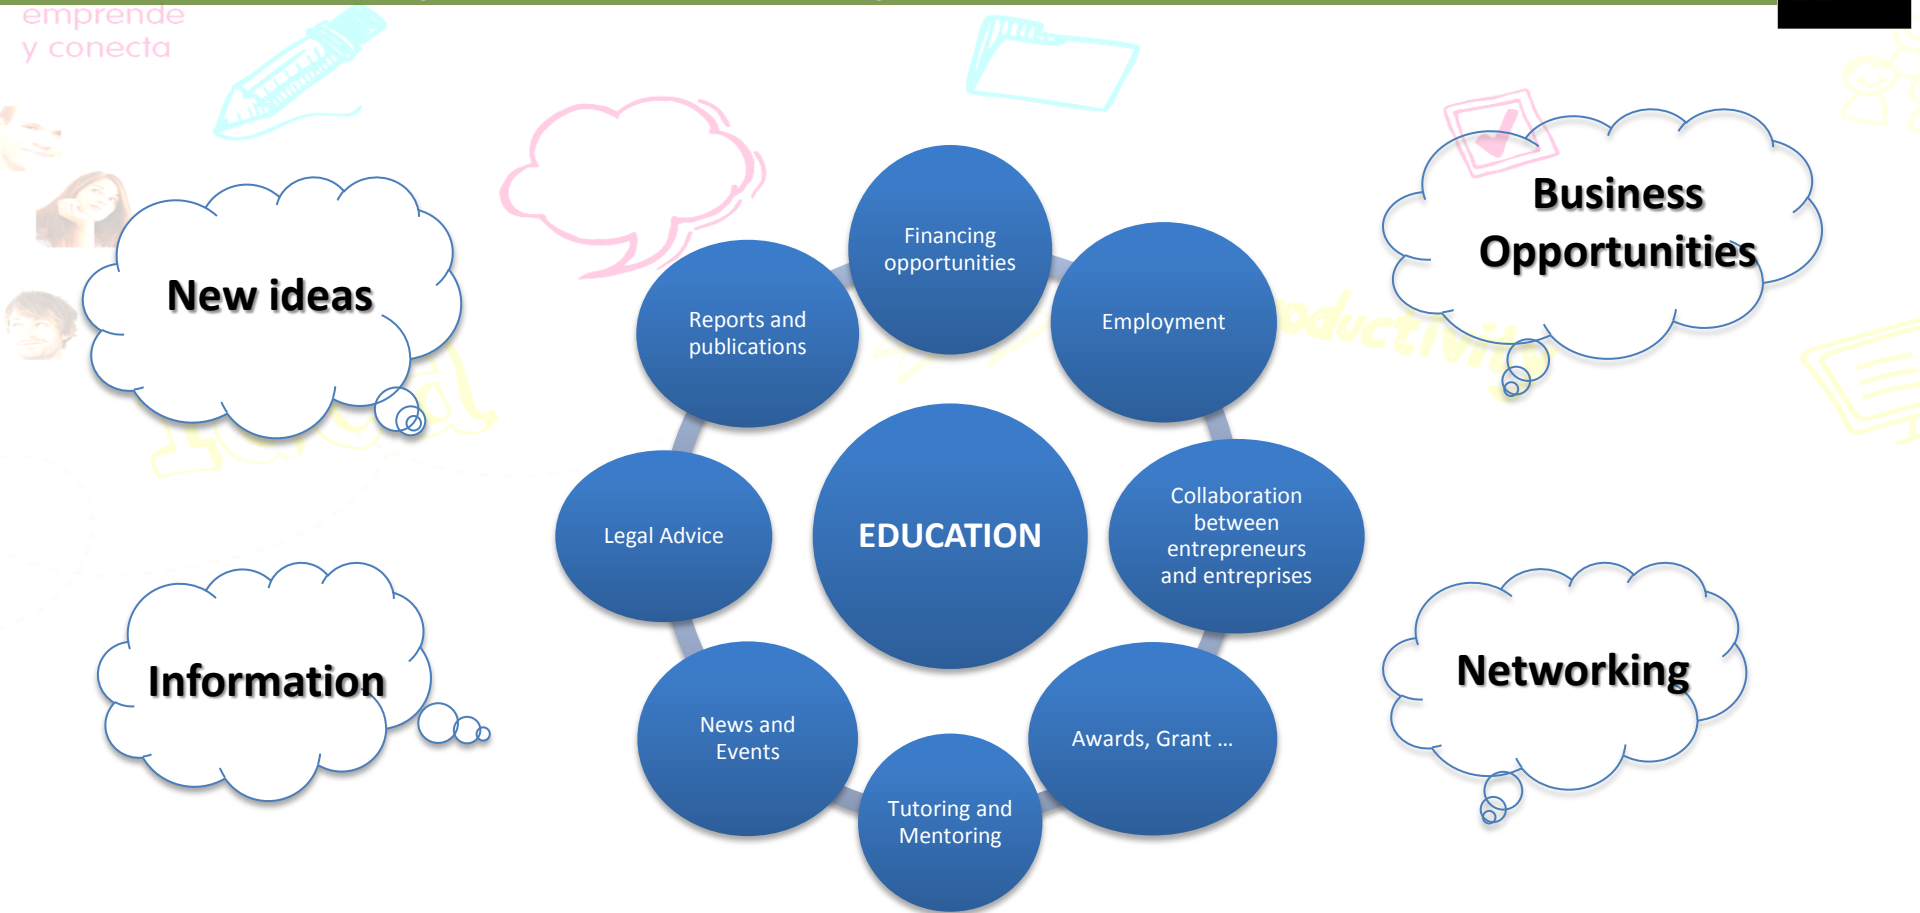 emprende
y conecta
New ideas
Information
Financing
opportunities
Employment
Collaboration
between
entrepreneurs
and entreprises
Awards, Grant ...
Tutoring and
Mentoring
News and
Events
Legal Advice
Reports and
publications
EDUCATION
Business
Opportunities
Networking